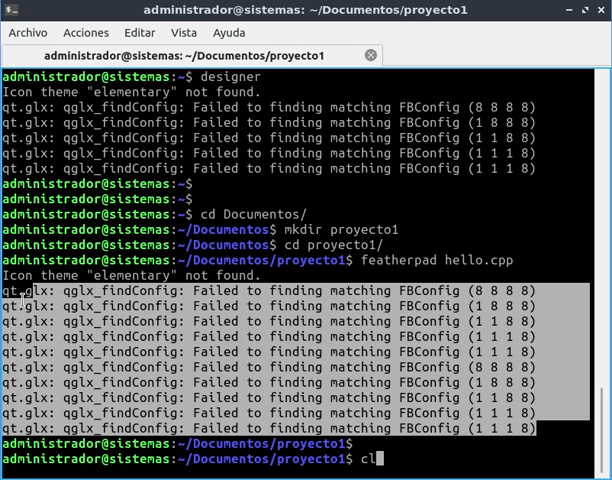 administrador@sistemas: ~/Documentos/proyecto1
Archivo Acciones Editar Vista Ayuda
administrador@sistemas: ~/Documentos/proyecto1
administrador@sistemas:~$ designer
Icon theme "elementary" not found.
qt.glx: qglx_findConfig: Failed to finding matching FBConfig (8 8 8 8)
qt.glx: qglx_findConfig: Failed to finding matching FBConfig (1 8 8 8)
qt.glx: qglx_findConfig: Failed to finding matching FBConfig (1 1 8 8)
qt.glx: qglx_findConfig: Failed to finding matching FBConfig (1 1 1 8)
qt.glx: qglx_findConfig: Failed to finding matching FBConfig (1 1 1 8)
administrador@sistemas:~$
administrador@sistemas:~$
administrador@sistemas:~$ cd Documentos/
administrador@sistemas:~/Documentos$ mkdir proyecto1
administrador@sistemas:~/Documentos$ cd proyecto1/
administrador@sistemas:~/Documentos/proyecto1$ featherpad hello.cpp
Icon theme "elementary" not found.
qt.glx: qglx_findConfig: Failed to finding matching FBConfig (8 8 8 8)
qt.glx: qglx_findConfig: Failed to finding matching FBConfig (1 8 8 8)
qt.glx: qglx_findConfig: Failed to finding matching FBConfig (1 1 8 8)
qt.glx: qglx_findConfig: Failed to finding matching FBConfig (1 1 1 8)
qt.glx: qglx_findConfig: Failed to finding matching FBConfig (1 1 1 8)
qt.glx: qglx_findConfig: Failed to finding matching FBConfig (8 8 8 8)
qt.glx: qglx_findConfig: Failed to finding matching FBConfig (1 8 8 8)
qt.glx: qglx_findConfig: Failed to finding matching FBConfig (1 1 8 8)
qt.glx: qglx_findConfig: Failed to finding matching FBConfig (1 1 1 8)
qt.glx: qglx_findConfig: Failed to finding matching FBConfig (1 1 1 8)
administrador@sistemas:~/Documentos/proyecto1$
administrador@sistemas:~/Documentos/proyecto1$ cl